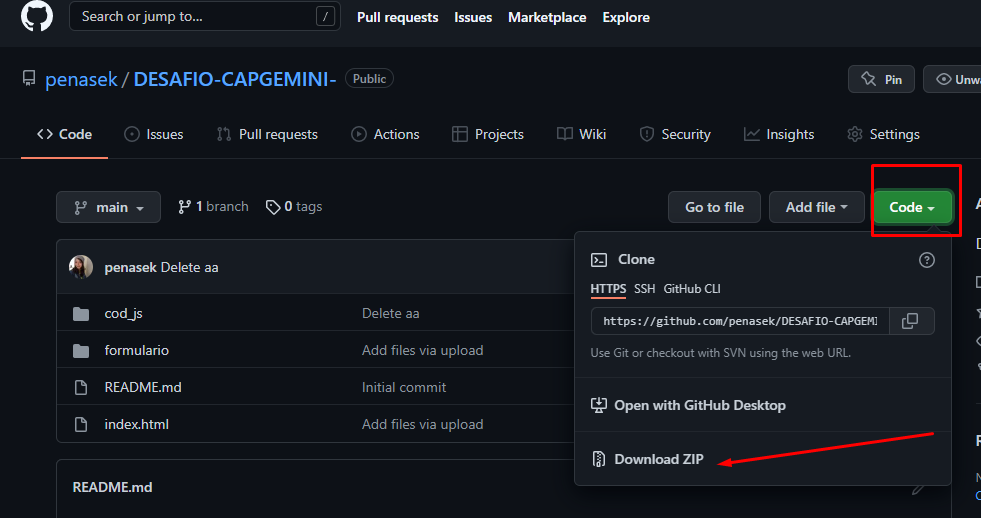 Search or jump to... / Pull requests Issues Marketplace Explore
penasek / DESAFIO-CAPGEMINI- Public Pin
Code Issues Pull requests Actions Projects Wiki Security Insights Settings
main 1 branch 0 tags Go to file Add file Code
penasek Delete aa
cod_js Delete aa
formulario Add files via upload
README.md Initial commit
index.html Add files via upload
Clone
HTTPS SSH GitHub CLI
https://github.com/penasek/DESAFIO-CAPGEMI
Use Git or checkout with SVN using the web URL.
Open with GitHub Desktop
Download ZIP
README.md